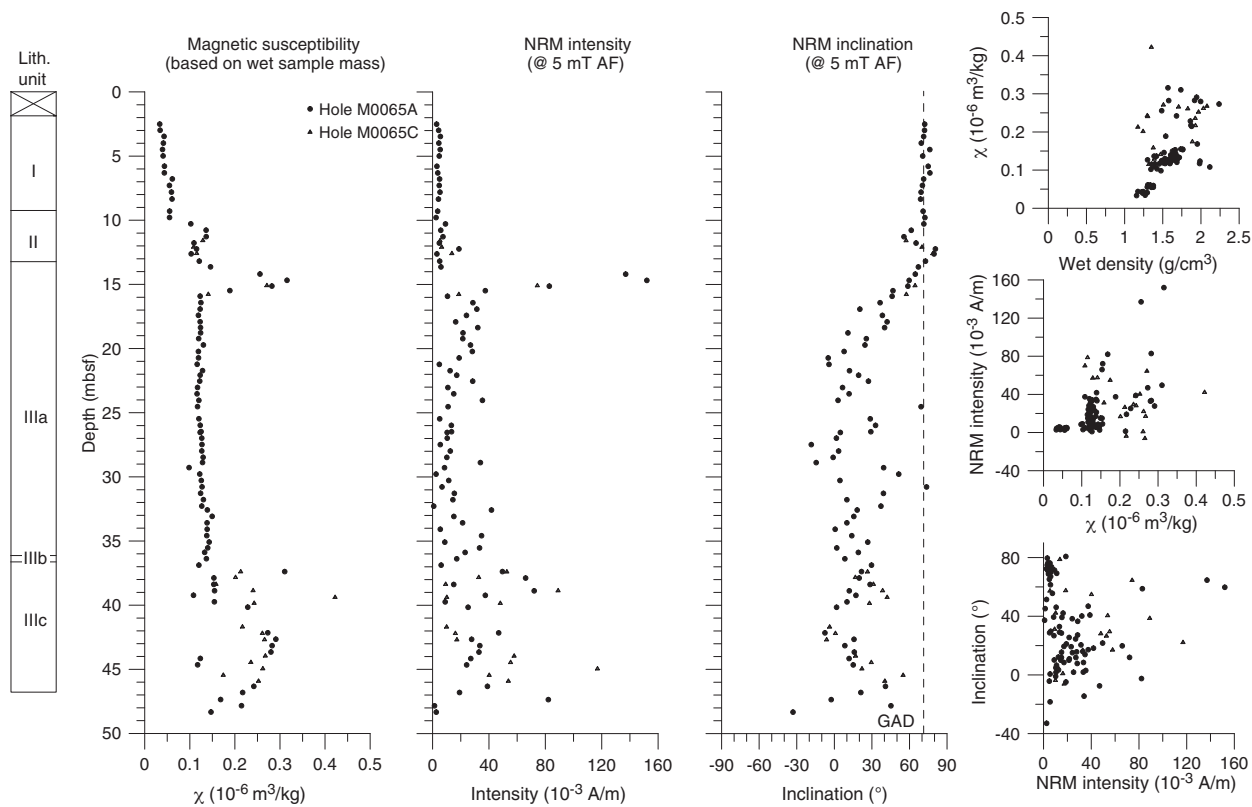 Lith.
unit
I
II
IIIa
IIIb
IIIc
Magnetic susceptibility
(based on wet sample mass)
Hole M0065A
Hole M0065C
Depth (mbsf)
0
5
10
15
20
25
30
35
40
45
50
0 0.1 0.2 0.3 0.4 0.5
χ (10⁻⁶ m³/kg)
NRM intensity
(@ 5 mT AF)
0 40 80 120 160
Intensity (10⁻³ A/m)
NRM inclination
(@ 5 mT AF)
GAD
-90 -60 -30 0 30 60 90
Inclination (°)
χ (10⁻⁶ m³/kg)
0.5
0.4
0.3
0.2
0.1
0
0 0.5 1 1.5 2 2.5
Wet density (g/cm³)
NRM intensity (10⁻³ A/m)
160
120
80
40
0
-40
0 0.1 0.2 0.3 0.4 0.5
χ (10⁻⁶ m³/kg)
Inclination (°)
80
40
0
-40
0 40 80 120 160
NRM intensity (10⁻³ A/m)